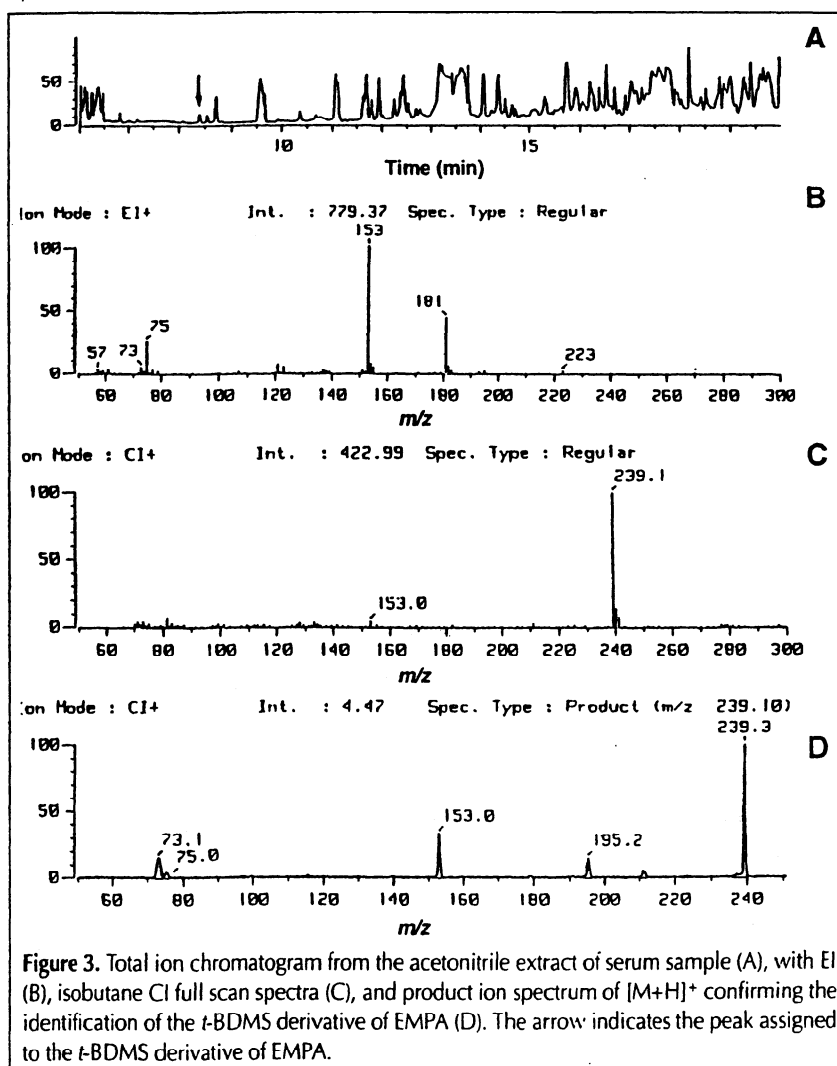 A
50
0
10 15
Time (min)
B
Ion Mode : EI+ Int. : 779.37 Spec. Type : Regular
153
100
181
50
75
57 73 223
0
60 80 100 120 140 160 180 200 220 240 260 280 300
m/z
C
on Mode : CI+ Int. : 422.99 Spec. Type : Regular
239.1
100
50
153.0
0
60 80 100 120 140 160 180 200 220 240 260 280 300
m/z
on Mode : CI+ Int. : 4.47 Spec. Type : Product (m/z 239.10)
239.3
100
D
50
153.0
73.1 195.2
75.0
0
60 80 100 120 140 160 180 200 220 240
m/z
Figure 3. Total ion chromatogram from the acetonitrile extract of serum sample (A), with EI
(B), isobutane CI full scan spectra (C), and product ion spectrum of [M+H]+ confirming the
identification of the t-BDMS derivative of EMPA (D). The arrow indicates the peak assigned
to the t-BDMS derivative of EMPA.